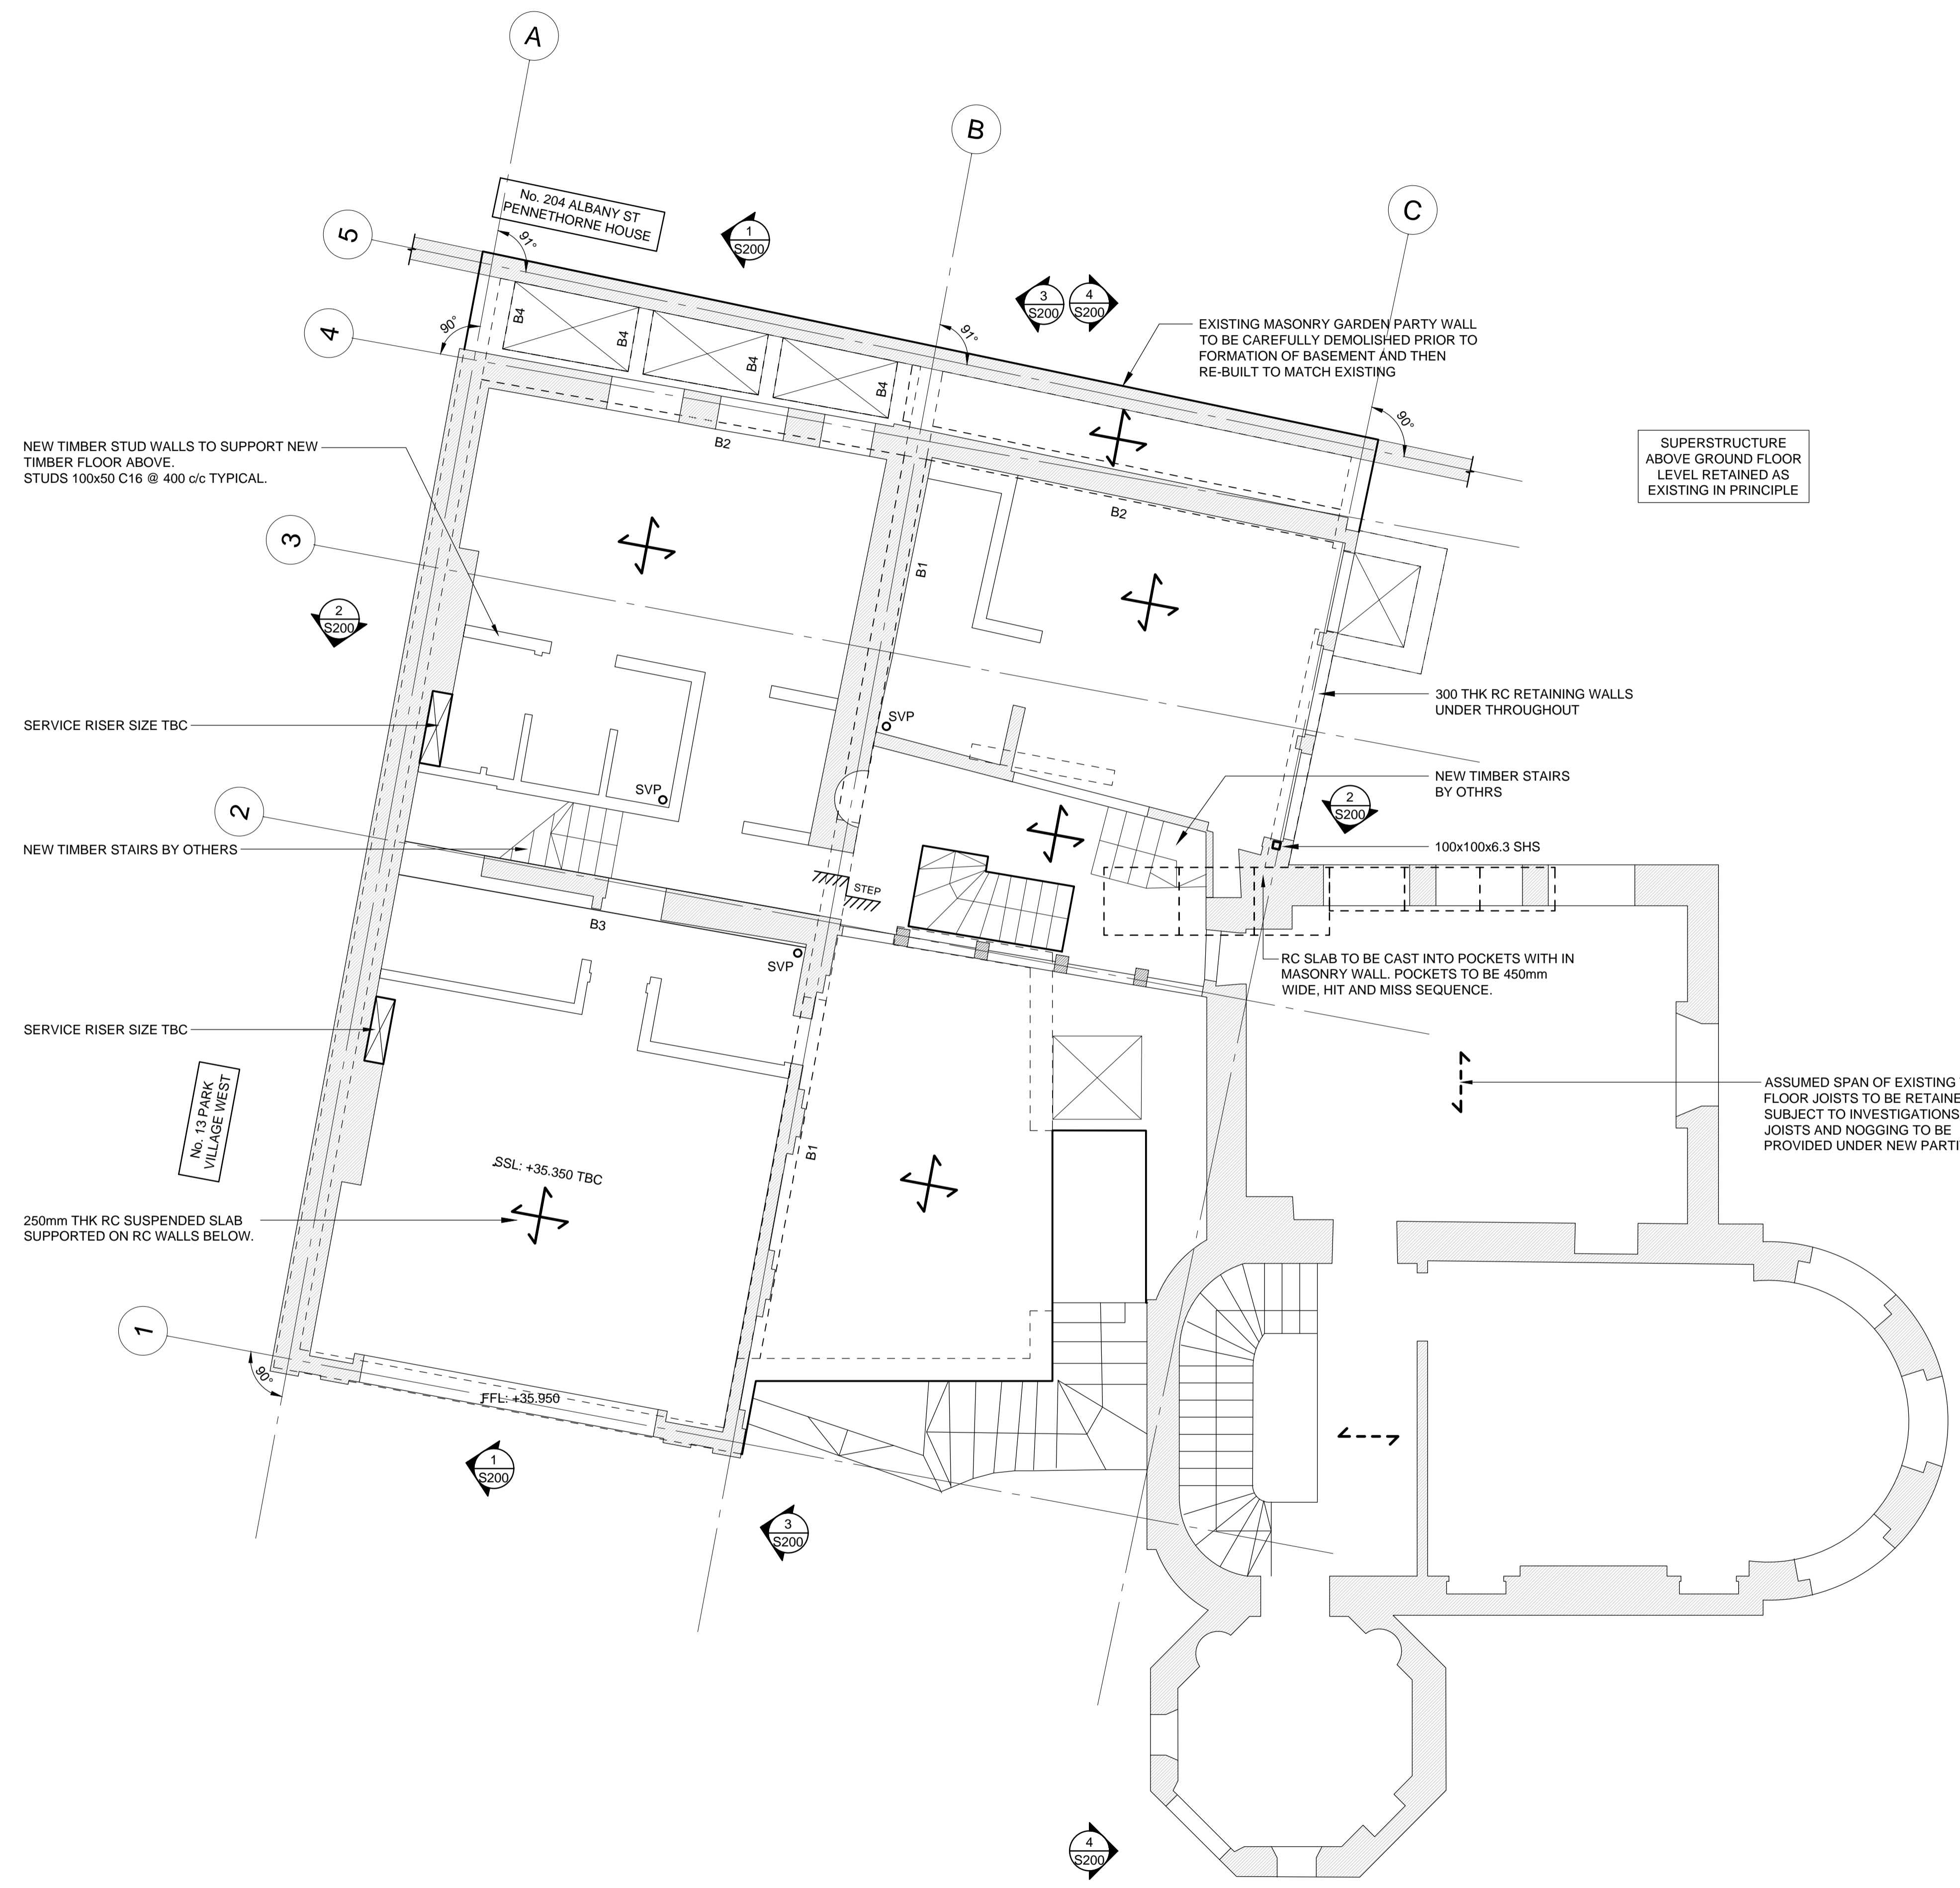 A
B
C
5
4
3
2
1
No. 204 ALBANY ST
PENNETHORNE HOUSE
91°
90°
91°
90°
90°
1
S200
3
S200
4
S200
EXISTING MASONRY GARDEN PARTY WALL
TO BE CAREFULLY DEMOLISHED PRIOR TO
FORMATION OF BASEMENT AND THEN
RE-BUILT TO MATCH EXISTING
B4
B4
B4
B4
SUPERSTRUCTURE
ABOVE GROUND FLOOR
LEVEL RETAINED AS
EXISTING IN PRINCIPLE
NEW TIMBER STUD WALLS TO SUPPORT NEW
TIMBER FLOOR ABOVE.
STUDS 100x50 C16 @ 400 c/c TYPICAL.
B2
B2
B1
2
S200
300 THK RC RETAINING WALLS
UNDER THROUGHOUT
SERVICE RISER SIZE TBC
SVP
SVP
NEW TIMBER STAIRS
BY OTHRS
2
S200
NEW TIMBER STAIRS BY OTHERS
100x100x6.3 SHS
STEP
B3
SVP
RC SLAB TO BE CAST INTO POCKETS WITH IN
MASONRY WALL. POCKETS TO BE 450mm
WIDE, HIT AND MISS SEQUENCE.
SERVICE RISER SIZE TBC
No. 13 PARK
VILLAGE WEST
ASSUMED SPAN OF EXISTING
FLOOR JOISTS TO BE RETAINE
SUBJECT TO INVESTIGATIONS
JOISTS AND NOGGING TO BE
PROVIDED UNDER NEW PARTI
B1
SSL: +35.350 TBC
250mm THK RC SUSPENDED SLAB
SUPPORTED ON RC WALLS BELOW.
FFL: +35.950
1
S200
3
S200
4
S200